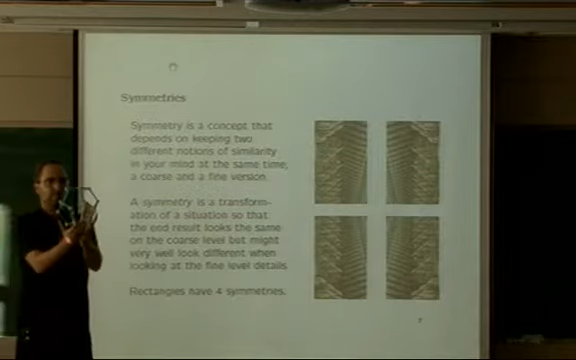 Symmetries
Symmetry is a concept that
depends on keeping two
different notions of similarity
in your mind at the same time,
a coarse and a fine version.
A symmetry is a transform-
ation of a situation so that
the end result looks the same
on the coarse level but might
very well look different when
looking at the fine level details.
Rectangles have 4 symmetries.